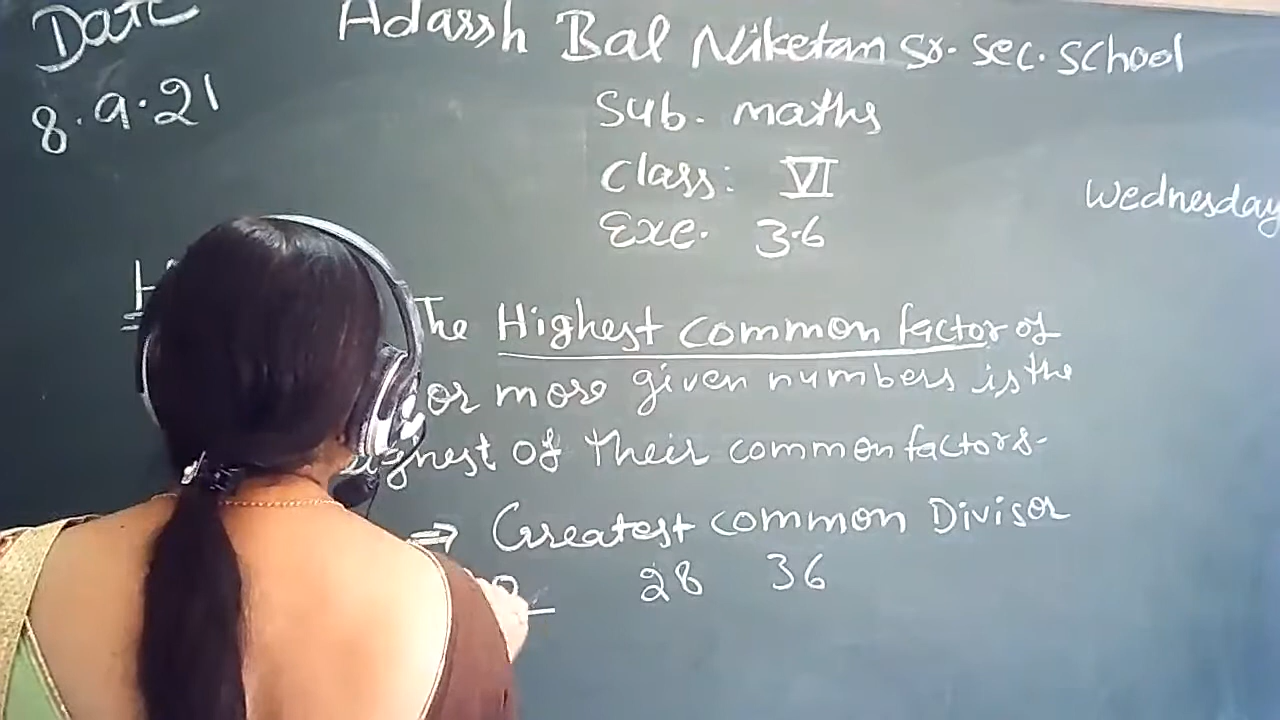 Date
8.9.21
Adarsh Bal Niketan Sr. Sec. School
Sub. maths
Class: VI
Exe. 3.6
Wednesday
The Highest common factor of
or more given numbers is the
of their common factors.
⇒ Greatest common Divisor
28 36